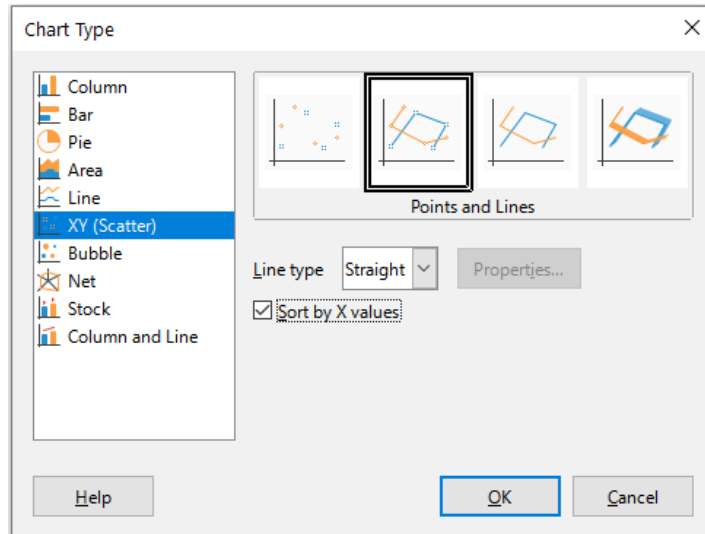 Chart Type
Column
Bar
Pie
Area
Line
XY (Scatter)
Bubble
Net
Stock
Column and Line
Points and Lines
Line type Straight Properties...
Sort by X values
Help OK Cancel